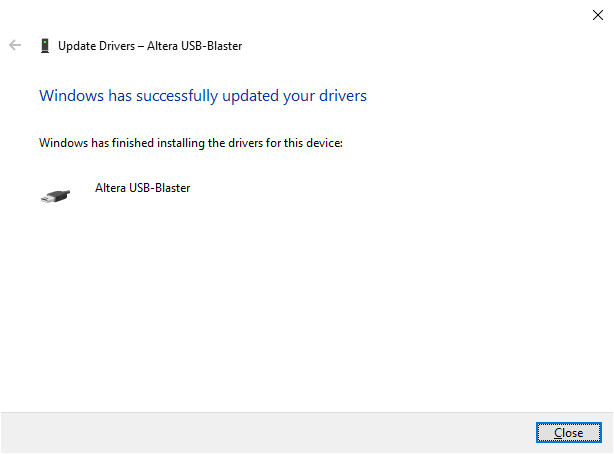 Update Drivers – Altera USB-Blaster
Windows has successfully updated your drivers
Windows has finished installing the drivers for this device:
Altera USB-Blaster
Close